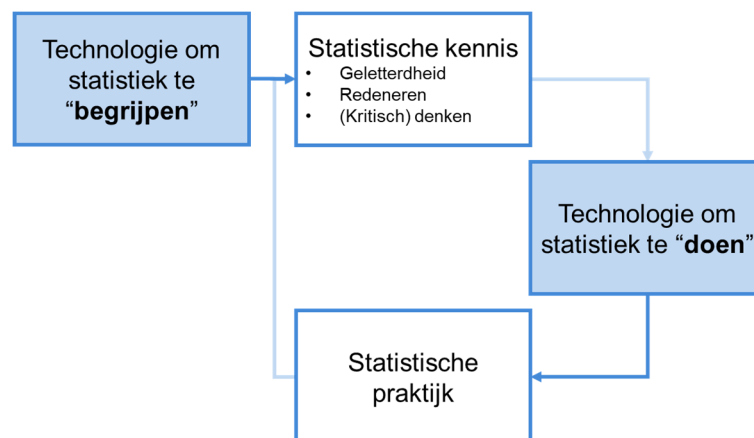 Technologie om
statistiek te
“begrijpen”
Statistische kennis
• Geletterdheid
• Redeneren
• (Kritisch) denken
Technologie om
statistiek te “doen”
Statistische
praktijk